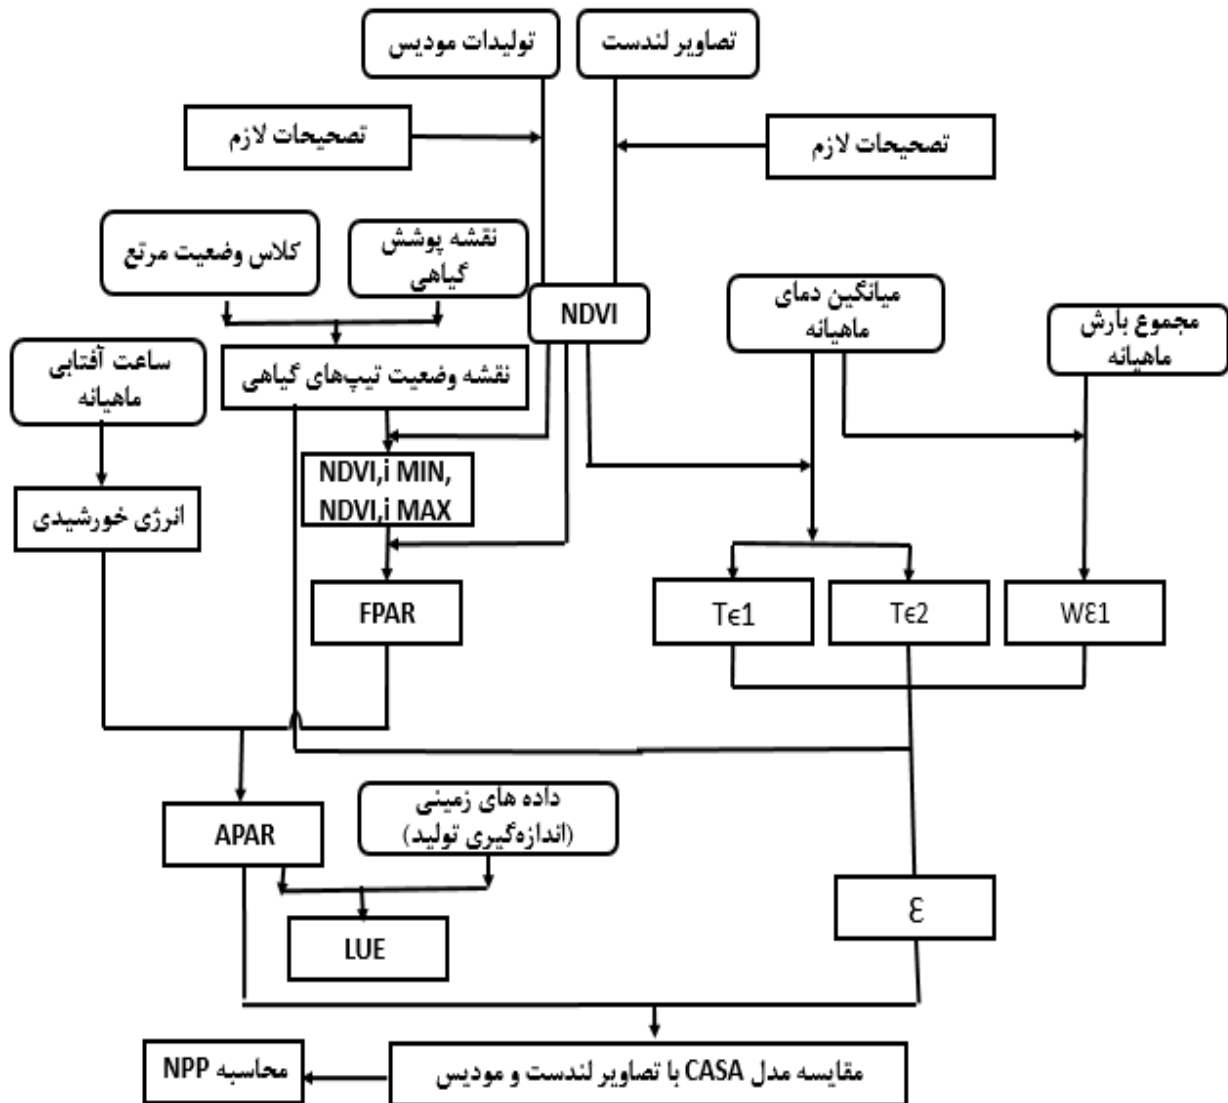 تصاویر لندست
تولیدات مودیس
تصحیحات لازم
تصحیحات لازم
نقشه پوشش
گیاهی
کلاس وضعیت مرتع
NDVI
میانگین دمای
ماهیانه
مجموع بارش
ماهیانه
نقشه وضعیت تیپ‌های گیاهی
ساعت آفتابی
ماهیانه
NDVI,i MIN,
NDVI,i MAX
انرژی خورشیدی
FPAR
Tϵ1
Tϵ2
WƐ1
داده های زمینی
(اندازه‌گیری تولید)
APAR
Ɛ
LUE
مقایسه مدل CASA با تصاویر لندست و مودیس
محاسبه NPP